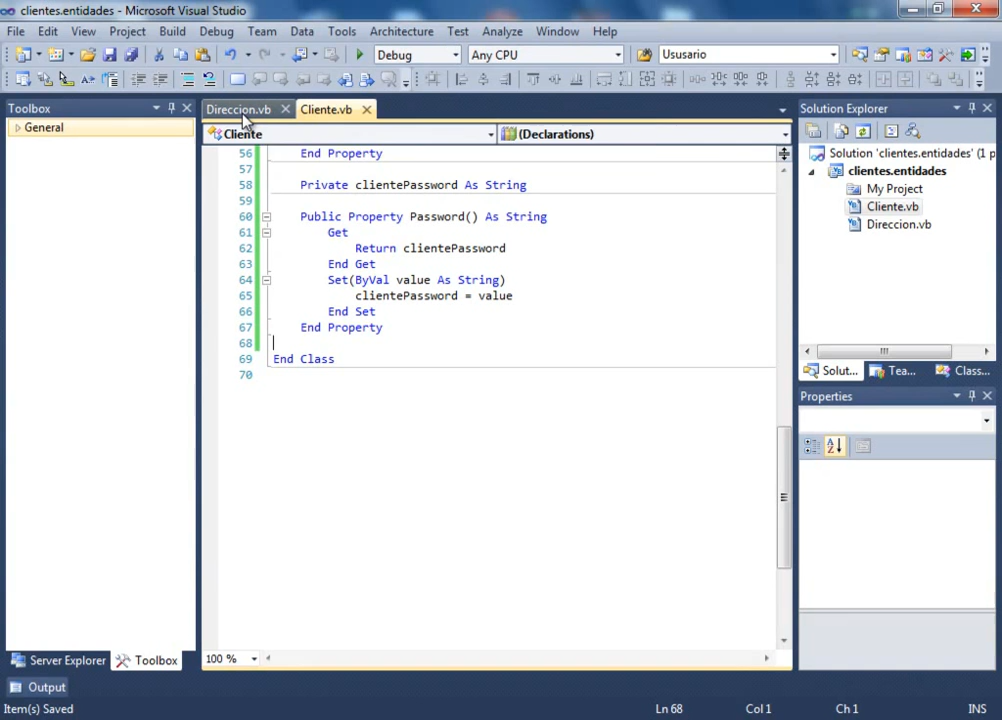 clientes.entidades - Microsoft Visual Studio
File Edit View Project Build Debug Team Data Tools Architecture Test Analyze Window Help
Debug Any CPU Ususario
Toolbox
General
Direccion.vb Cliente.vb
Cliente (Declarations)
56 End Property
57
58 Private clientePassword As String
59
60 Public Property Password() As String
61 Get
62 Return clientePassword
63 End Get
64 Set(ByVal value As String)
65 clientePassword = value
66 End Set
67 End Property
68
69 End Class
70
100 %
Solution Explorer
Solution 'clientes.entidades' (1 p
clientes.entidades
My Project
Cliente.vb
Direccion.vb
Solut... Tea... Class...
Properties
Server Explorer Toolbox
Output
Item(s) Saved Ln 68 Col 1 Ch 1 INS